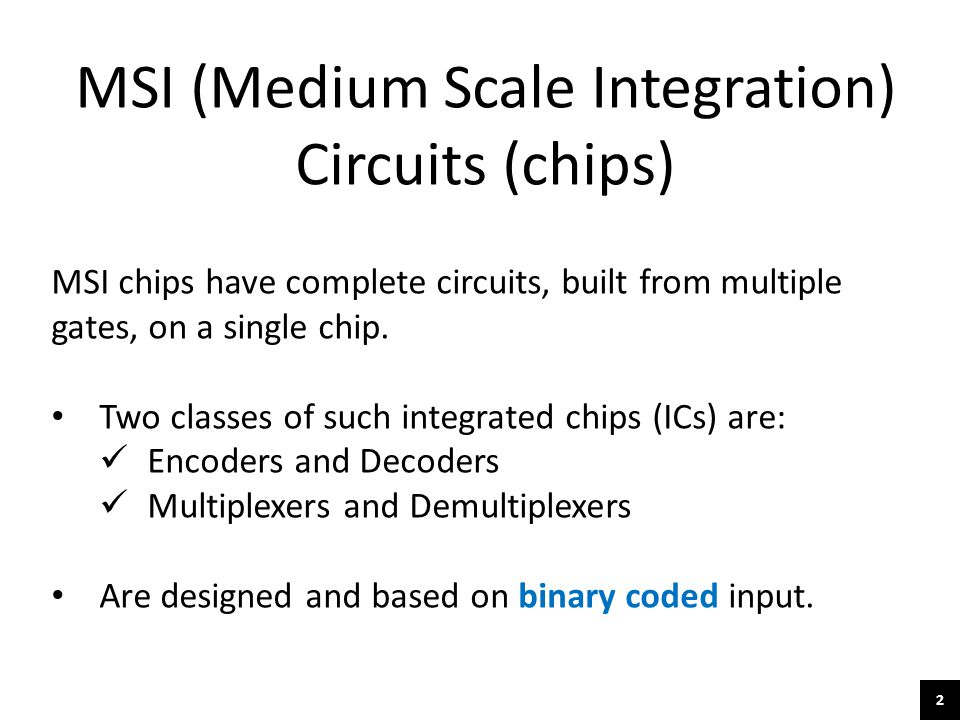 MSI (Medium Scale Integration)
Circuits (chips)
MSI chips have complete circuits, built from multiple
gates, on a single chip.
• Two classes of such integrated chips (ICs) are:
✓ Encoders and Decoders
✓ Multiplexers and Demultiplexers
• Are designed and based on binary coded input.
2